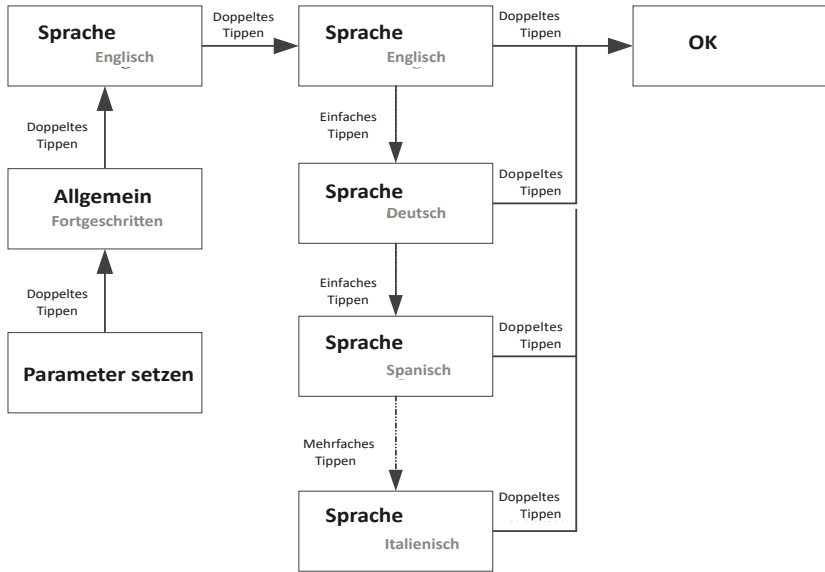 Sprache
Englisch
Doppeltes
Tippen
Sprache
Englisch
Doppeltes
Tippen
OK
Doppeltes
Tippen
Einfaches
Tippen
Allgemein
Fortgeschritten
Sprache
Deutsch
Doppeltes
Tippen
Doppeltes
Tippen
Einfaches
Tippen
Parameter setzen
Sprache
Spanisch
Doppeltes
Tippen
Mehrfaches
Tippen
Sprache
Italienisch
Doppeltes
Tippen